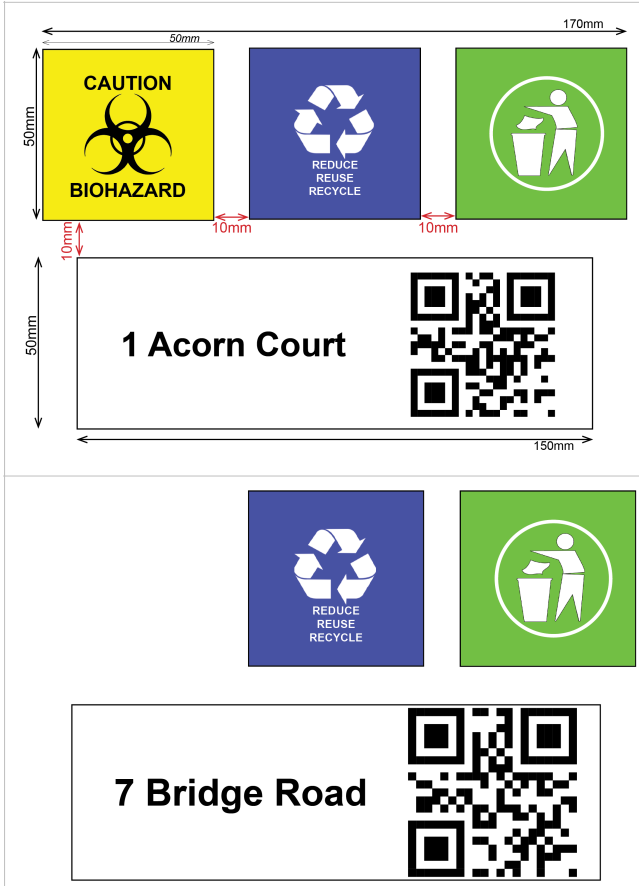 170mm
50mm
50mm
CAUTION
BIOHAZARD
REDUCE
REUSE
RECYCLE
10mm
10mm
10mm
50mm
1 Acorn Court
150mm
REDUCE
REUSE
RECYCLE
7 Bridge Road